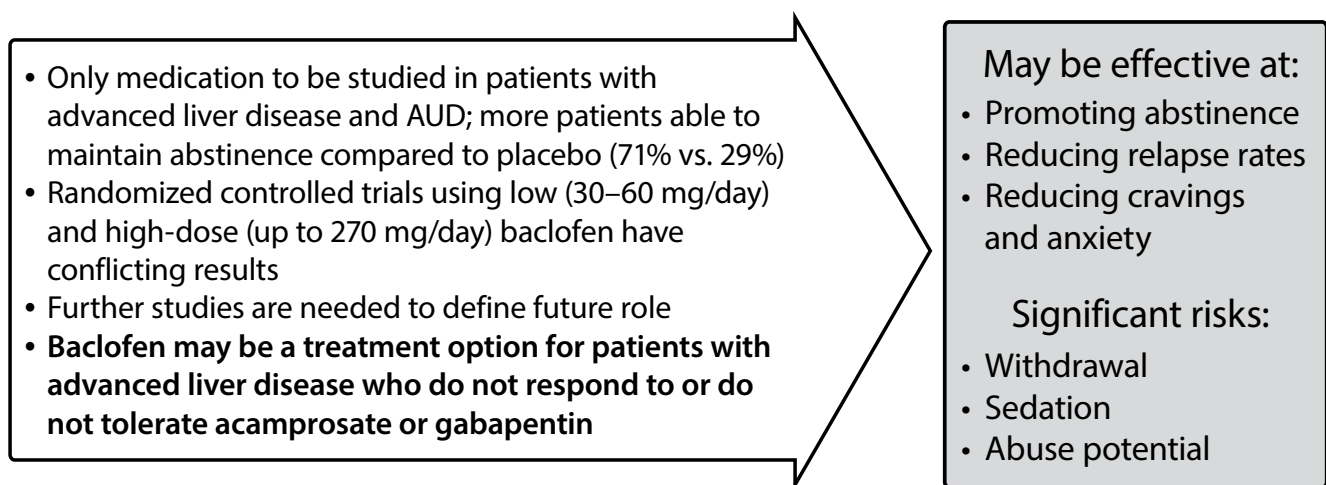 • Only medication to be studied in patients with
advanced liver disease and AUD; more patients able to
maintain abstinence compared to placebo (71% vs. 29%)
• Randomized controlled trials using low (30–60 mg/day)
and high-dose (up to 270 mg/day) baclofen have
conflicting results
• Further studies are needed to define future role
• Baclofen may be a treatment option for patients with
advanced liver disease who do not respond to or do
not tolerate acamprosate or gabapentin
May be effective at:
• Promoting abstinence
• Reducing relapse rates
• Reducing cravings
and anxiety
Significant risks:
• Withdrawal
• Sedation
• Abuse potential